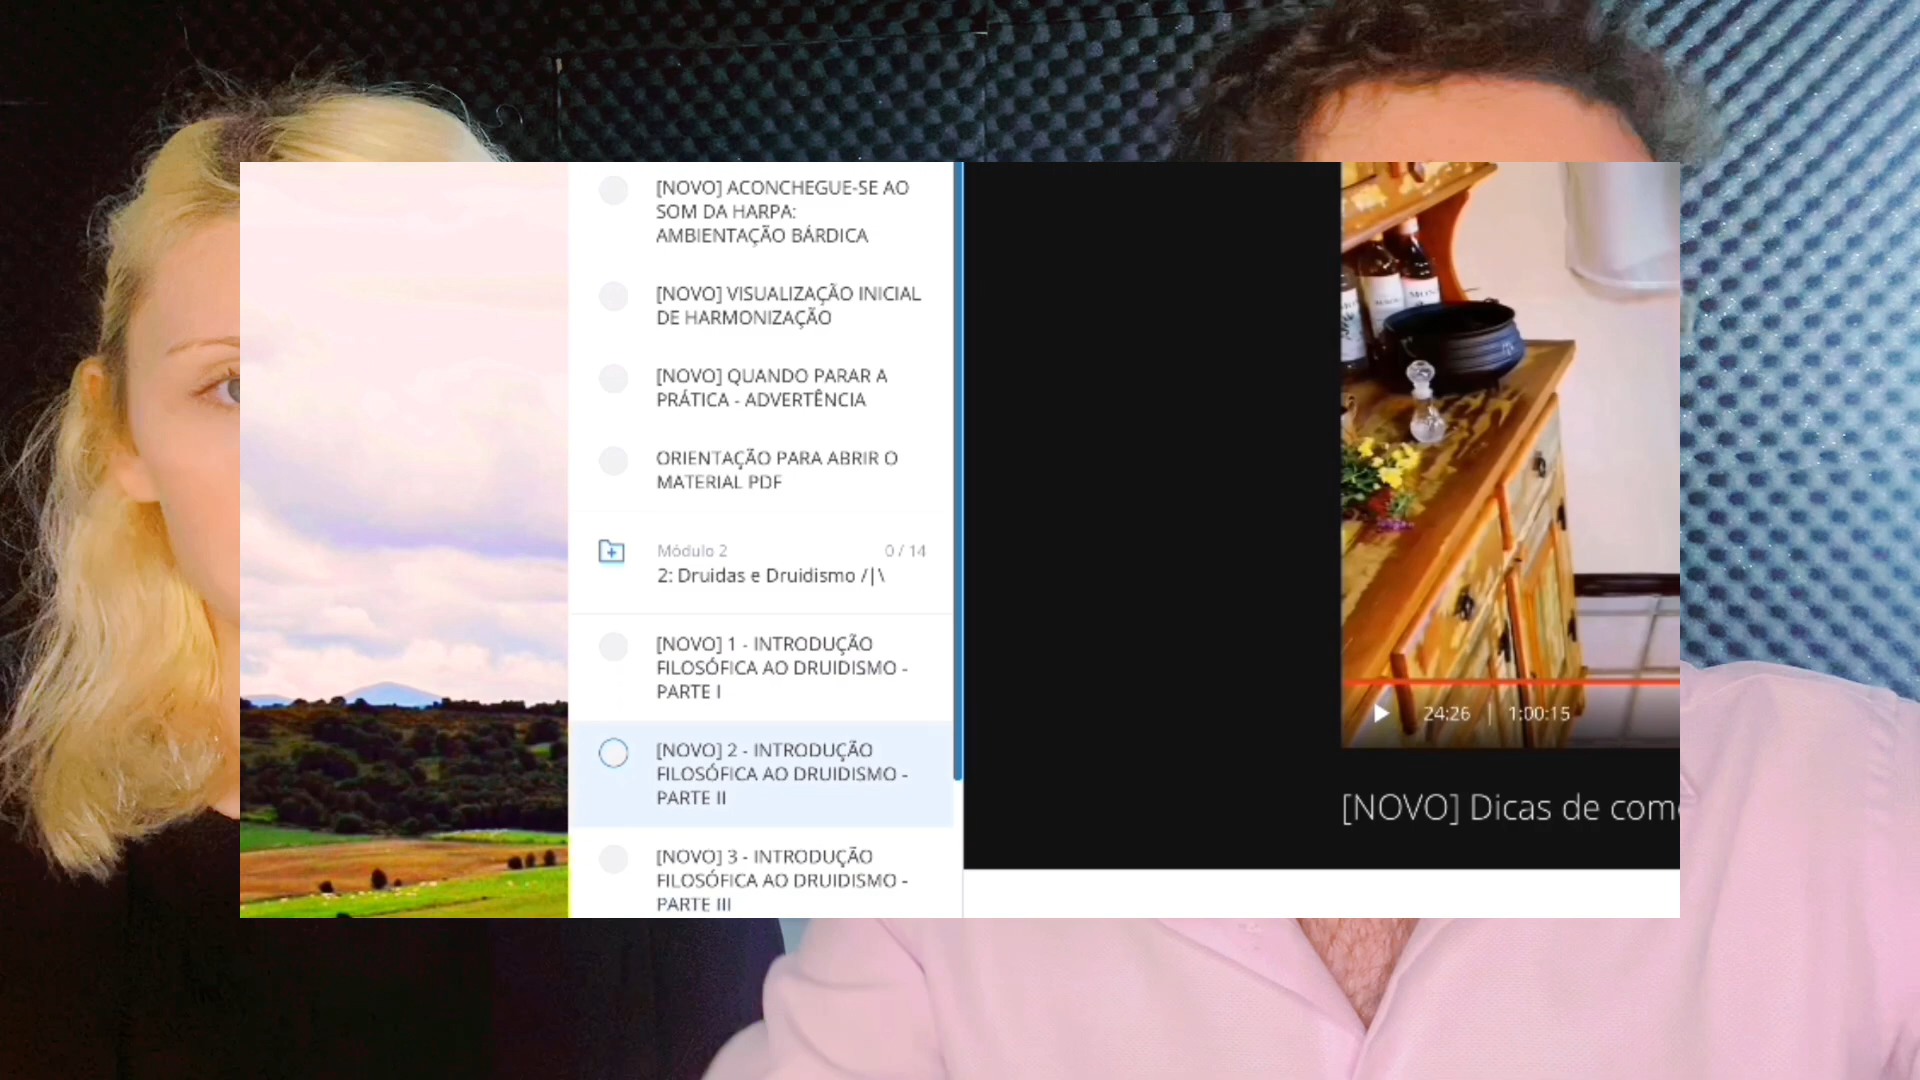 [NOVO] ACONCHEGUE-SE AO
SOM DA HARPA:
AMBIENTAÇÃO BÁRDICA
[NOVO] VISUALIZAÇÃO INICIAL
DE HARMONIZAÇÃO
[NOVO] QUANDO PARAR A
PRÁTICA - ADVERTÊNCIA
ORIENTAÇÃO PARA ABRIR O
MATERIAL PDF
Módulo 2 0 / 14
2: Druidas e Druidismo /|\
[NOVO] 1 - INTRODUÇÃO
FILOSÓFICA AO DRUIDISMO -
PARTE I
[NOVO] 2 - INTRODUÇÃO
FILOSÓFICA AO DRUIDISMO -
PARTE II
[NOVO] 3 - INTRODUÇÃO
FILOSÓFICA AO DRUIDISMO -
PARTE III
24:26 | 1:00:15
[NOVO] Dicas de com